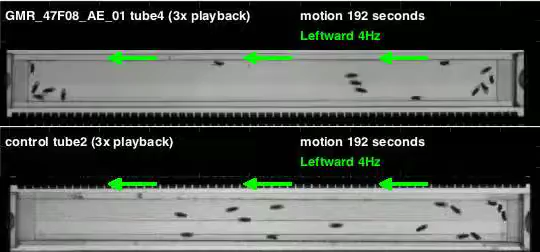 GMR_47F08_AE_01 tube4 (3x playback) motion 192 seconds
Leftward 4Hz
control tube2 (3x playback) motion 192 seconds
Leftward 4Hz